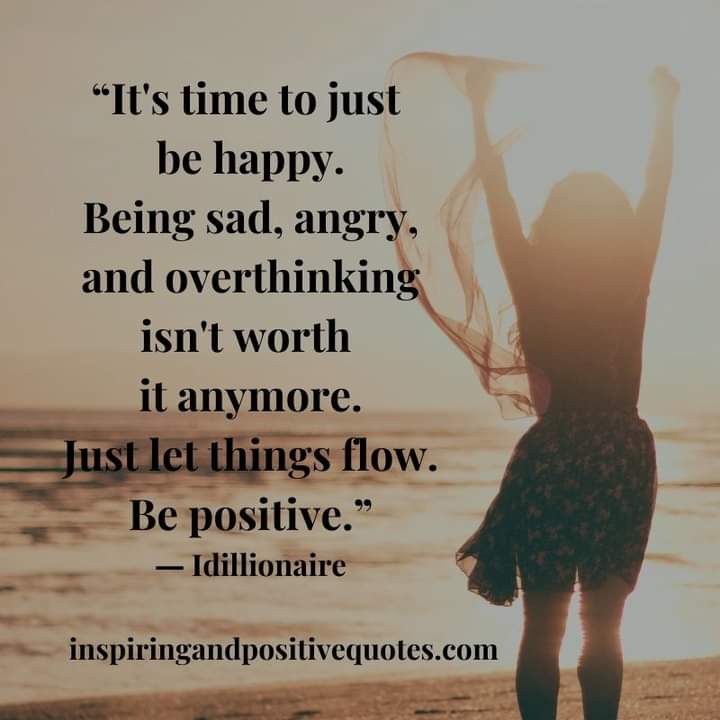 “It's time to just
be happy.
Being sad, angry,
and overthinking
isn't worth
it anymore.
Just let things flow.
Be positive.”
— Idillionaire
inspiringandpositivequotes.com